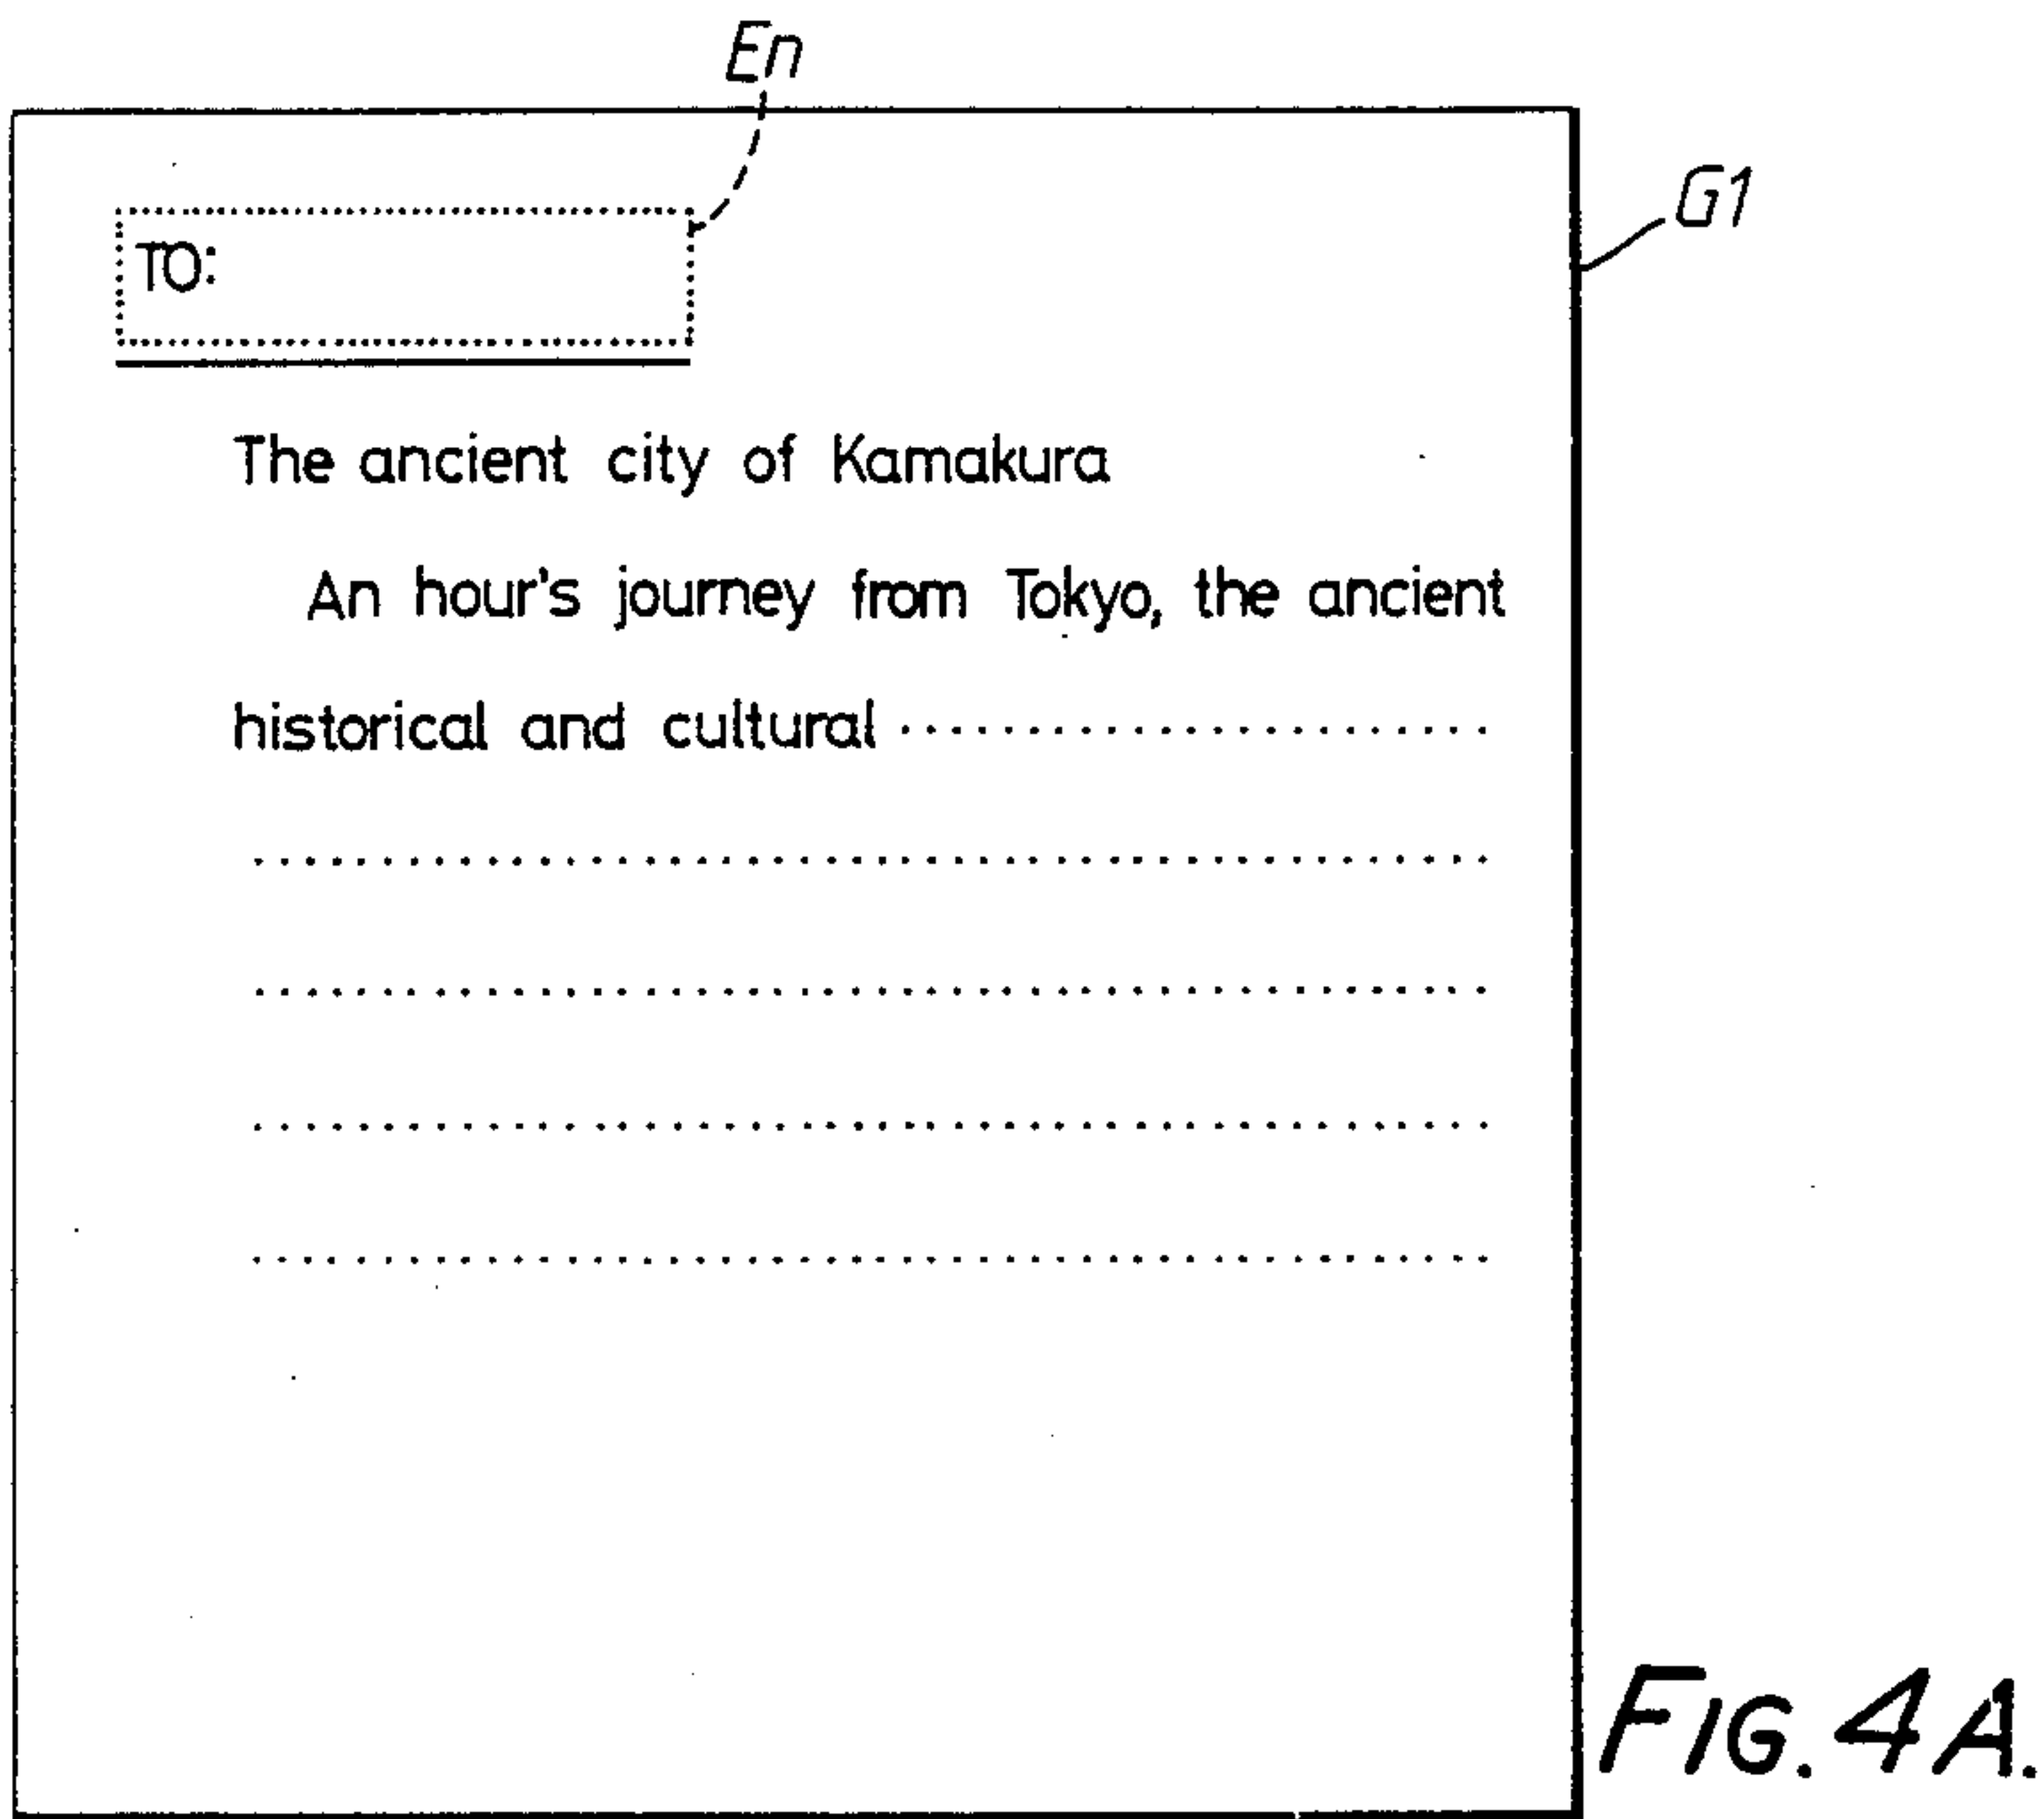 En
G1
TO:
The ancient city of Kamakura
An hour's journey from Tokyo, the ancient
historical and cultural ......................
................................................
................................................
................................................
................................................
FIG. 4A.